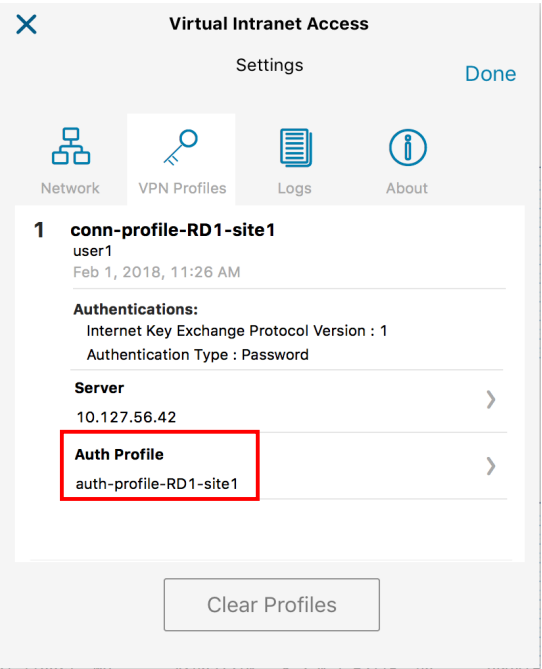 Virtual Intranet Access
Settings
Done
Network
VPN Profiles
Logs
About
1 conn-profile-RD1-site1
user1
Feb 1, 2018, 11:26 AM
Authentications:
Internet Key Exchange Protocol Version : 1
Authentication Type : Password
Server
10.127.56.42
Auth Profile
auth-profile-RD1-site1
Clear Profiles